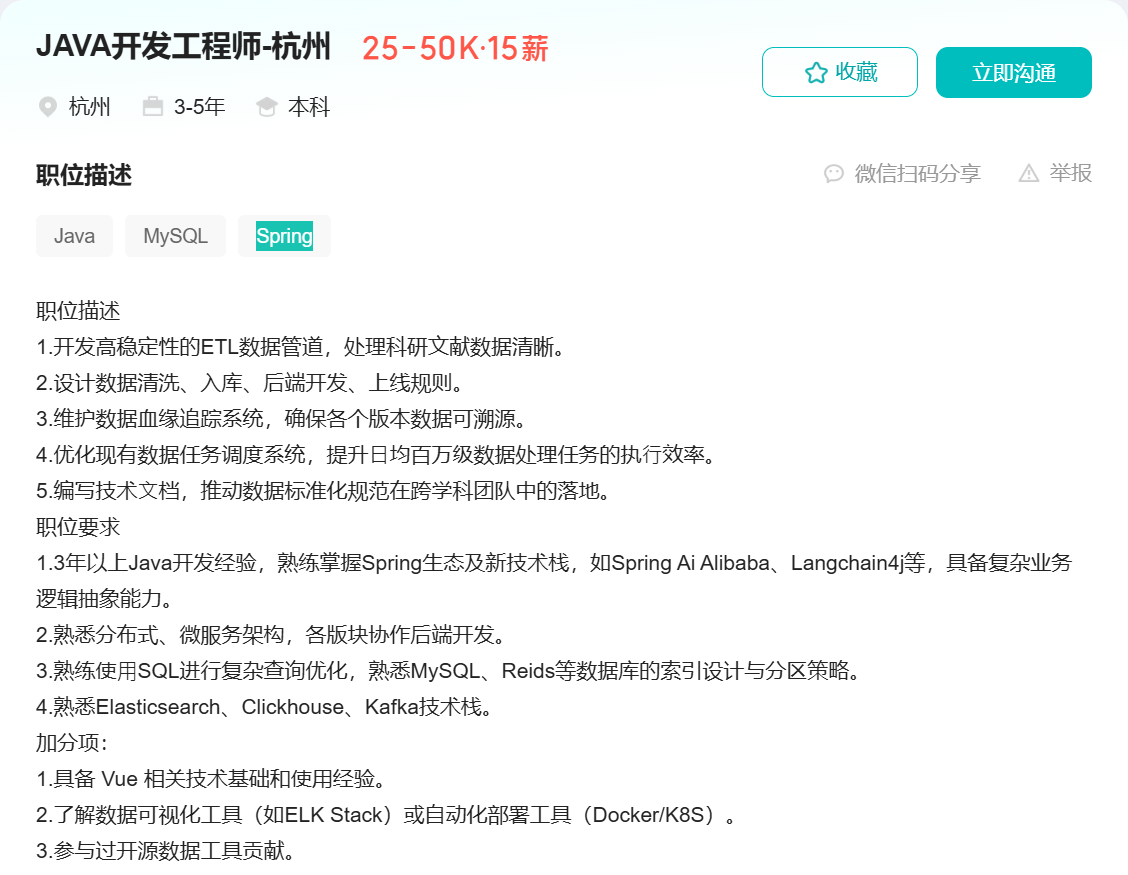 JAVA开发工程师-杭州 25-50K·15薪
收藏 立即沟通
杭州 3-5年 本科
职位描述 微信扫码分享 举报
Java MySQL Spring
职位描述
1.开发高稳定性的ETL数据管道，处理科研文献数据清晰。
2.设计数据清洗、入库、后端开发、上线规则。
3.维护数据血缘追踪系统，确保各个版本数据可溯源。
4.优化现有数据任务调度系统，提升日均百万级数据处理任务的执行效率。
5.编写技术文档，推动数据标准化规范在跨学科团队中的落地。
职位要求
1.3年以上Java开发经验，熟练掌握Spring生态及新技术栈，如Spring Ai Alibaba、Langchain4j等，具备复杂业务
逻辑抽象能力。
2.熟悉分布式、微服务架构，各版块协作后端开发。
3.熟练使用SQL进行复杂查询优化，熟悉MySQL、Reids等数据库的索引设计与分区策略。
4.熟悉Elasticsearch、Clickhouse、Kafka技术栈。
加分项：
1.具备 Vue 相关技术基础和使用经验。
2.了解数据可视化工具（如ELK Stack）或自动化部署工具（Docker/K8S）。
3.参与过开源数据工具贡献。